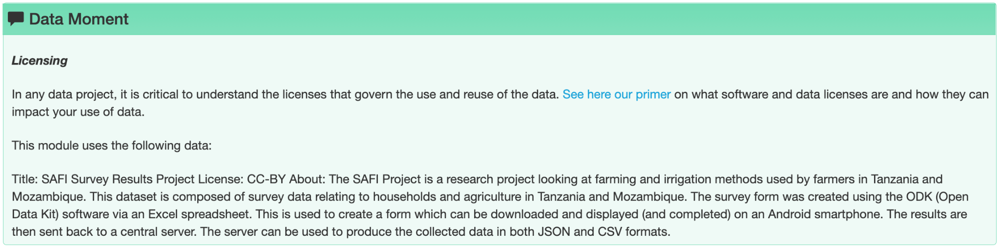 Data Moment
Licensing
In any data project, it is critical to understand the licenses that govern the use and reuse of the data. See here our primer on what software and data licenses are and how they can
impact your use of data.
This module uses the following data:
Title: SAFI Survey Results Project License: CC-BY About: The SAFI Project is a research project looking at farming and irrigation methods used by farmers in Tanzania and
Mozambique. This dataset is composed of survey data relating to households and agriculture in Tanzania and Mozambique. The survey form was created using the ODK (Open
Data Kit) software via an Excel spreadsheet. This is used to create a form which can be downloaded and displayed (and completed) on an Android smartphone. The results are
then sent back to a central server. The server can be used to produce the collected data in both JSON and CSV formats.